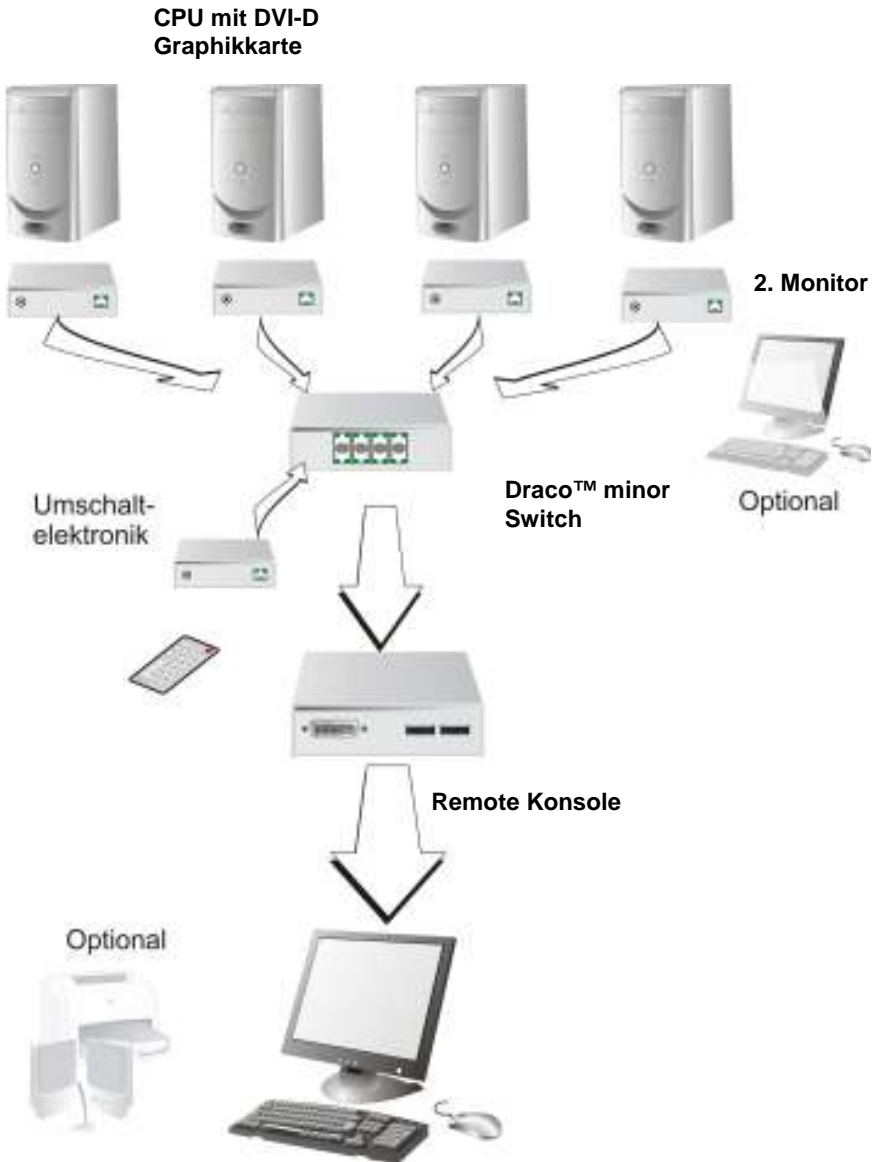 CPU mit DVI-D
Graphikkarte
2. Monitor
Optional
Draco™ minor
Switch
Umschalt-
elektronik
Remote Konsole
Optional